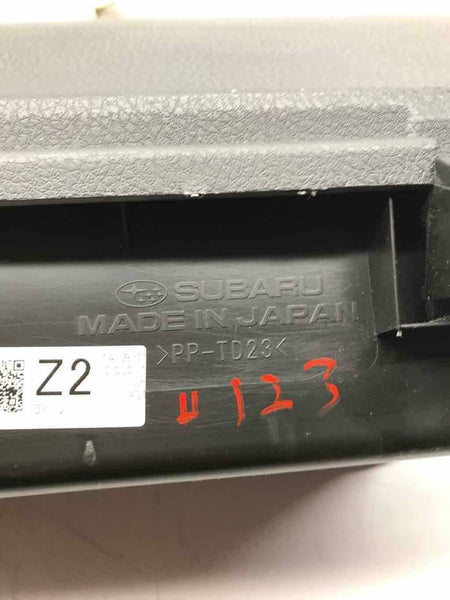 SUBARU
MADE IN JAPAN
>PP-TD23<
Z2
123